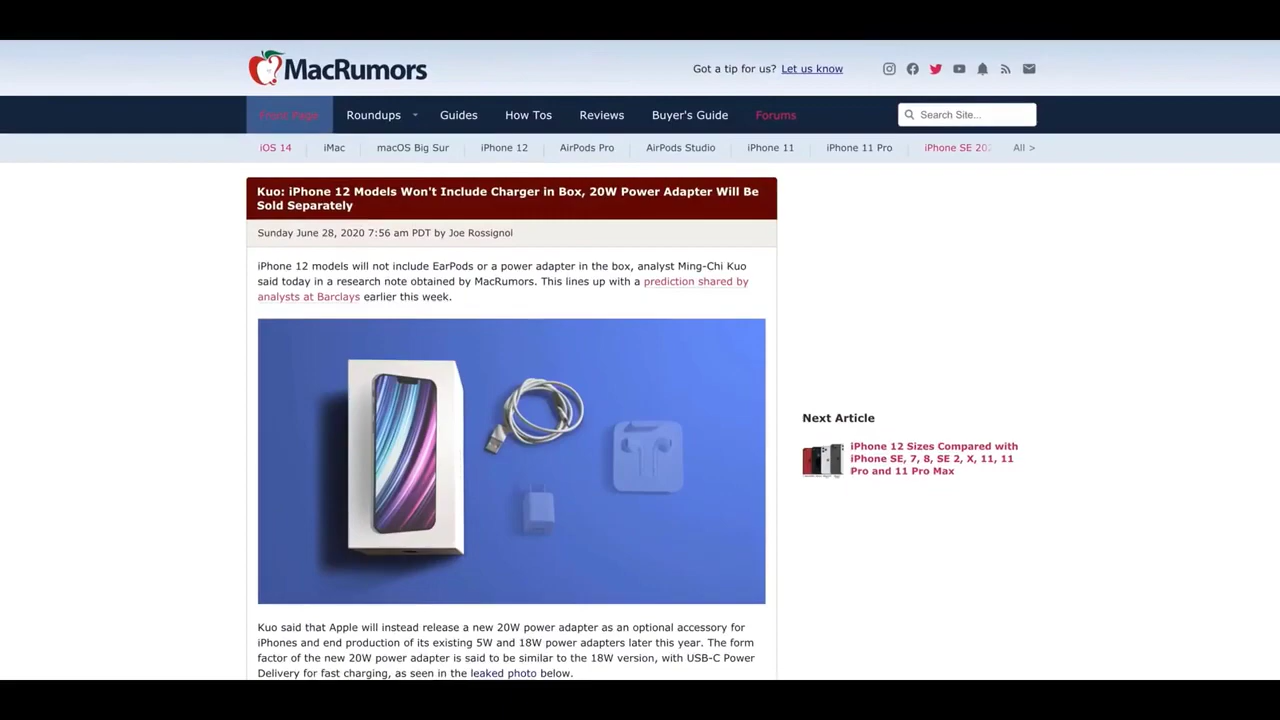 MacRumors
Got a tip for us? Let us know
Front Page Roundups Guides How Tos Reviews Buyer's Guide Forums Search Site...
iOS 14 iMac macOS Big Sur iPhone 12 AirPods Pro AirPods Studio iPhone 11 iPhone 11 Pro iPhone SE 202 All >
Kuo: iPhone 12 Models Won't Include Charger in Box, 20W Power Adapter Will Be
Sold Separately
Sunday June 28, 2020 7:56 am PDT by Joe Rossignol
iPhone 12 models will not include EarPods or a power adapter in the box, analyst Ming-Chi Kuo
said today in a research note obtained by MacRumors. This lines up with a prediction shared by
analysts at Barclays earlier this week.
Next Article
iPhone 12 Sizes Compared with
iPhone SE, 7, 8, SE 2, X, 11, 11
Pro and 11 Pro Max
Kuo said that Apple will instead release a new 20W power adapter as an optional accessory for
iPhones and end production of its existing 5W and 18W power adapters later this year. The form
factor of the new 20W power adapter is said to be similar to the 18W version, with USB-C Power
Delivery for fast charging, as seen in the leaked photo below.